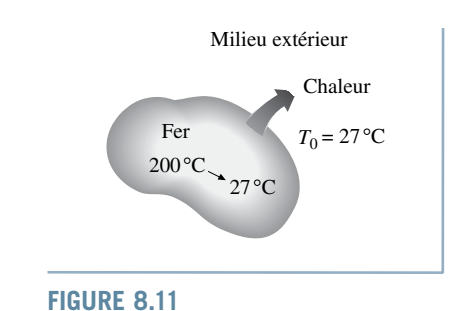 Milieu extérieur
Chaleur
Fer
T₀ = 27 °C
200 °C
27 °C
FIGURE 8.11